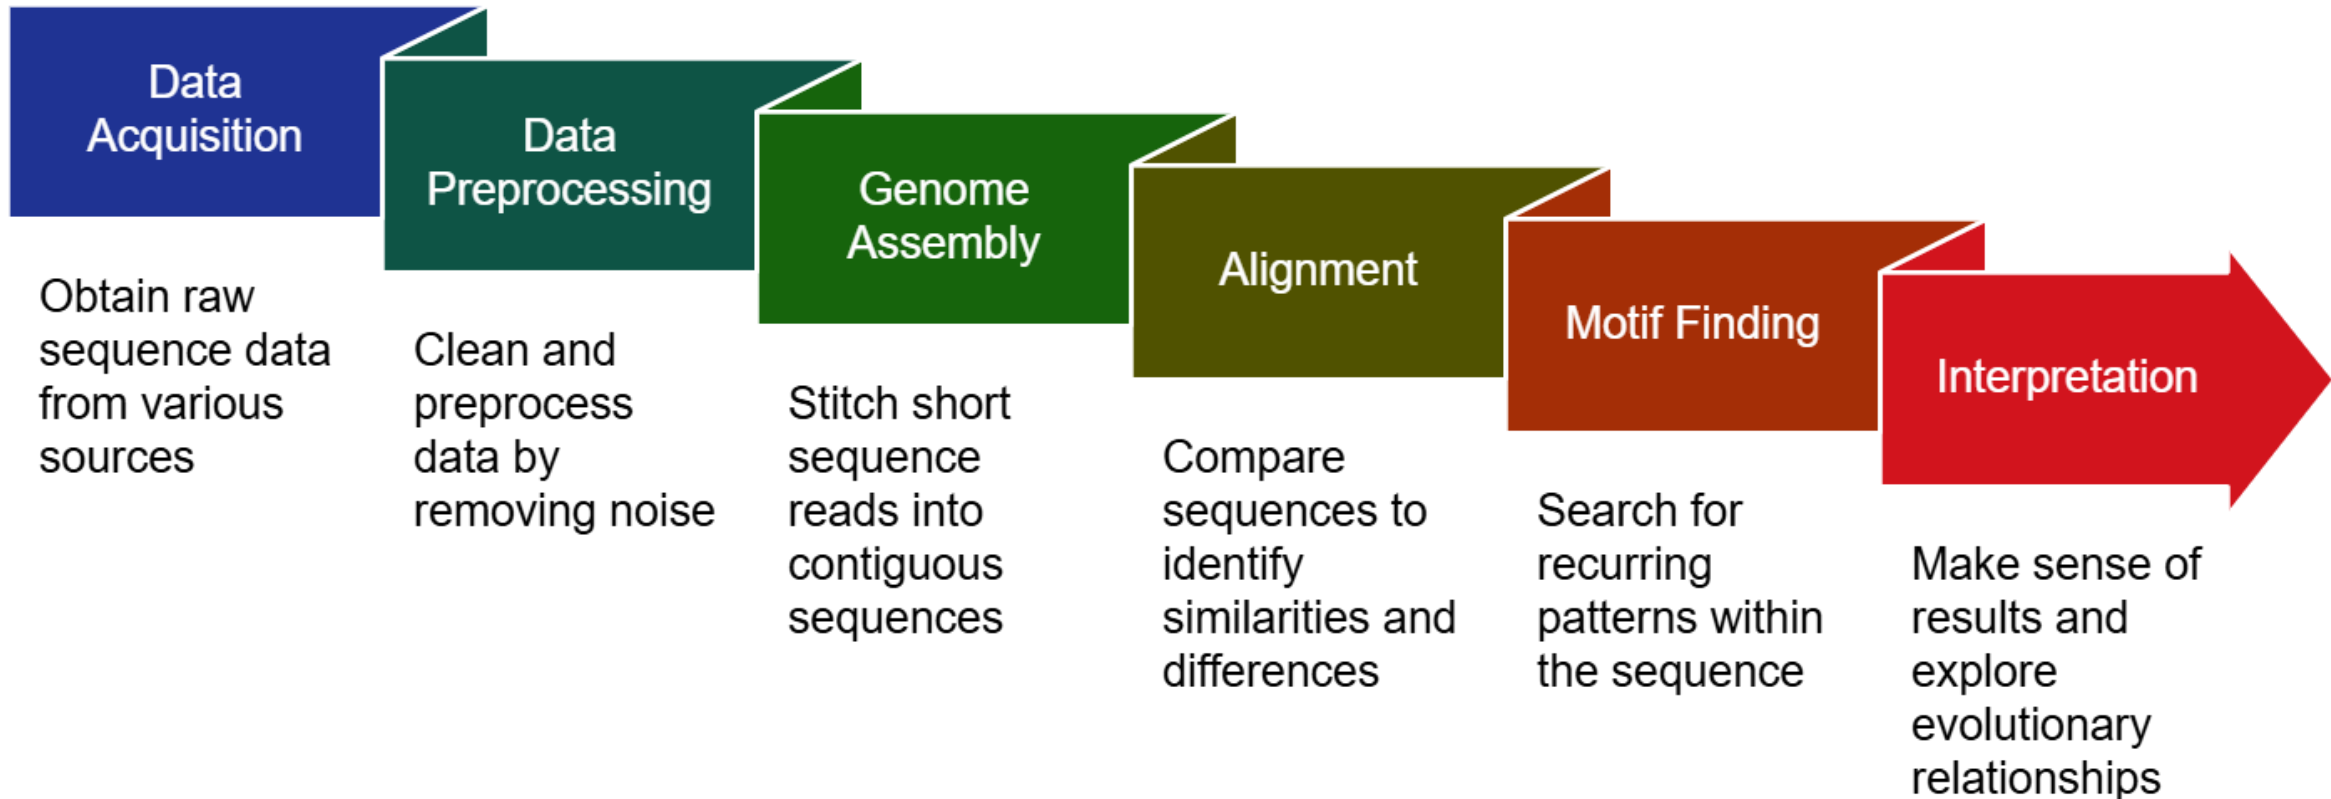 Data
Acquisition
Obtain raw
sequence data
from various
sources
Data
Preprocessing
Clean and
preprocess
data by
removing noise
Genome
Assembly
Stitch short
sequence
reads into
contiguous
sequences
Alignment
Compare
sequences to
identify
similarities and
differences
Motif Finding
Search for
recurring
patterns within
the sequence
Interpretation
Make sense of
results and
explore
evolutionary
relationships